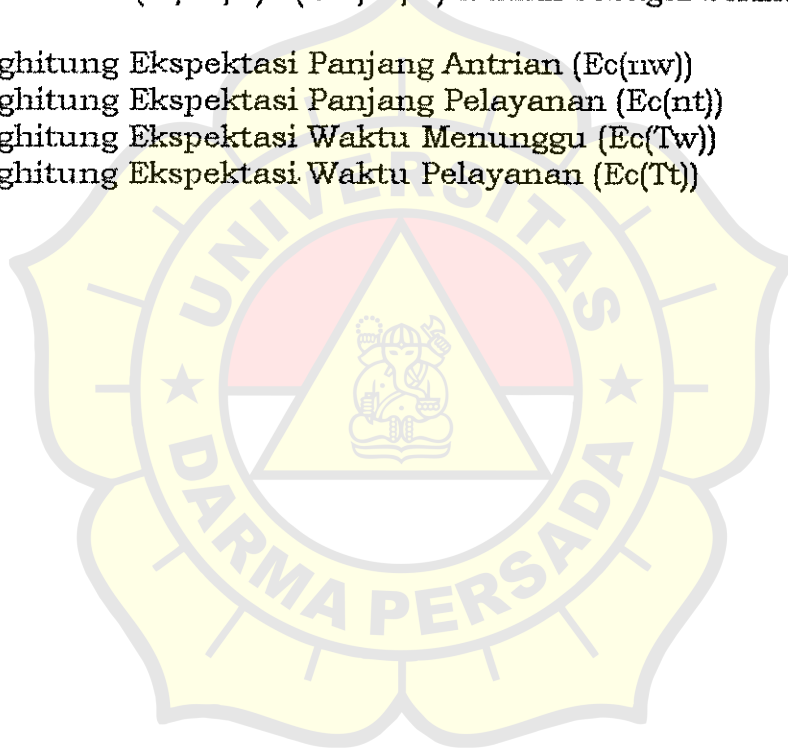 ghitung Ekspektasi Panjang Antrian (Ec(nw))
ghitung Ekspektasi Panjang Pelayanan (Ec(nt))
ghitung Ekspektasi Waktu Menunggu (Ec(Tw))
ghitung Ekspektasi Waktu Pelayanan (Ec(Tt))
UNIVERSITAS
DARMA PERSADA